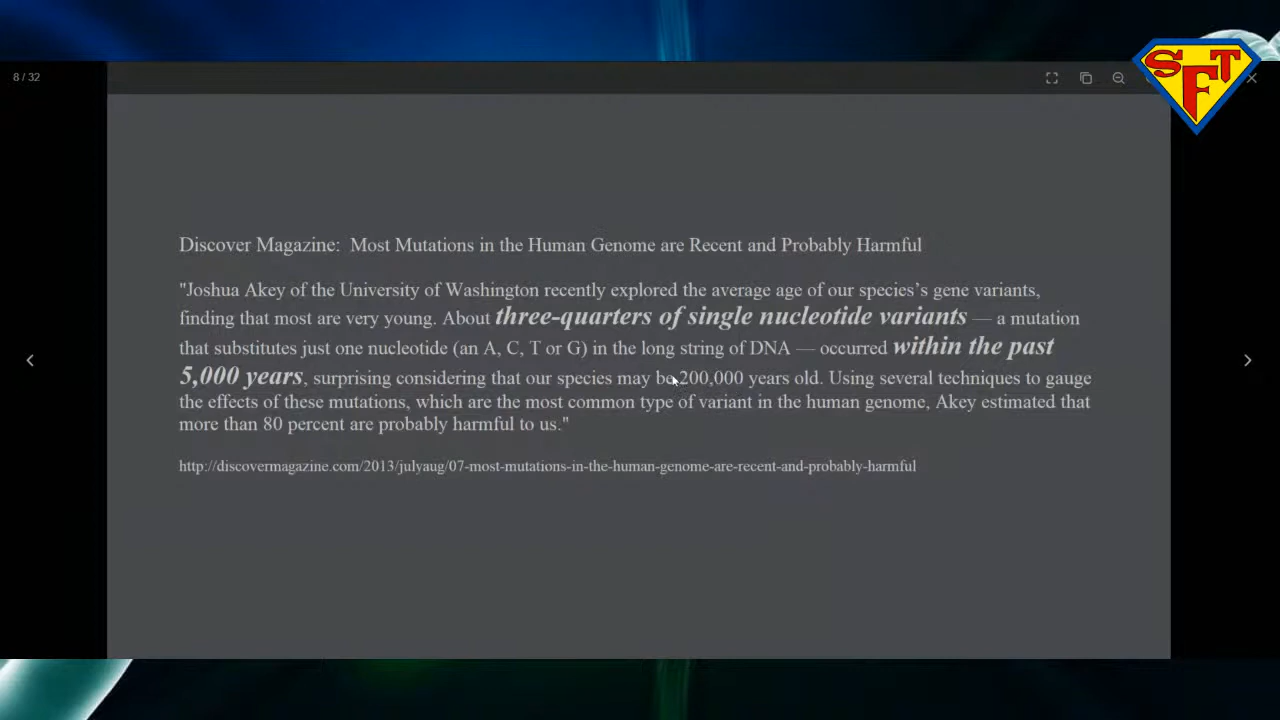 8 / 32
SFT
Discover Magazine:  Most Mutations in the Human Genome are Recent and Probably Harmful
"Joshua Akey of the University of Washington recently explored the average age of our species’s gene variants,
finding that most are very young. About three-quarters of single nucleotide variants — a mutation
that substitutes just one nucleotide (an A, C, T or G) in the long string of DNA — occurred within the past
5,000 years, surprising considering that our species may be 200,000 years old. Using several techniques to gauge
the effects of these mutations, which are the most common type of variant in the human genome, Akey estimated that
more than 80 percent are probably harmful to us."
http://discovermagazine.com/2013/julyaug/07-most-mutations-in-the-human-genome-are-recent-and-probably-harmful